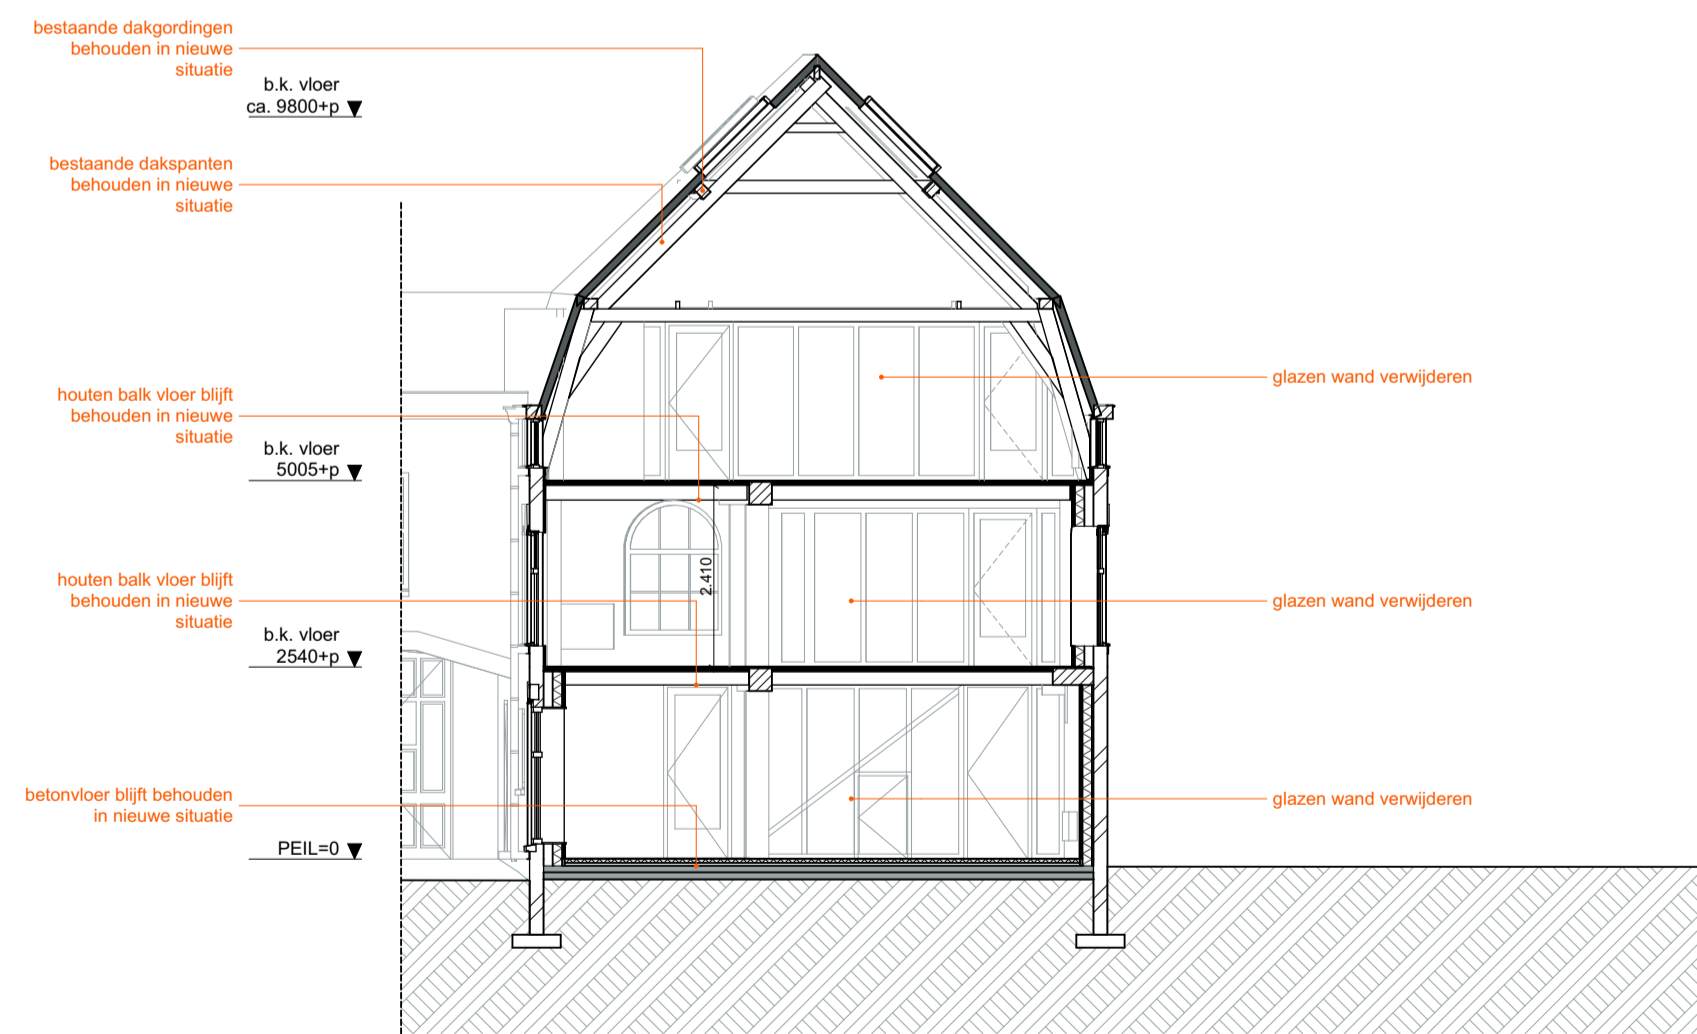 bestaande dakgordingen
behouden in nieuwe
situatie
b.k. vloer
ca. 9800+p
bestaande dakspanten
behouden in nieuwe
situatie
glazen wand verwijderen
houten balk vloer blijft
behouden in nieuwe
situatie
b.k. vloer
5005+p
2.410
houten balk vloer blijft
behouden in nieuwe
situatie
glazen wand verwijderen
b.k. vloer
2540+p
betonvloer blijft behouden
in nieuwe situatie
glazen wand verwijderen
PEIL=0